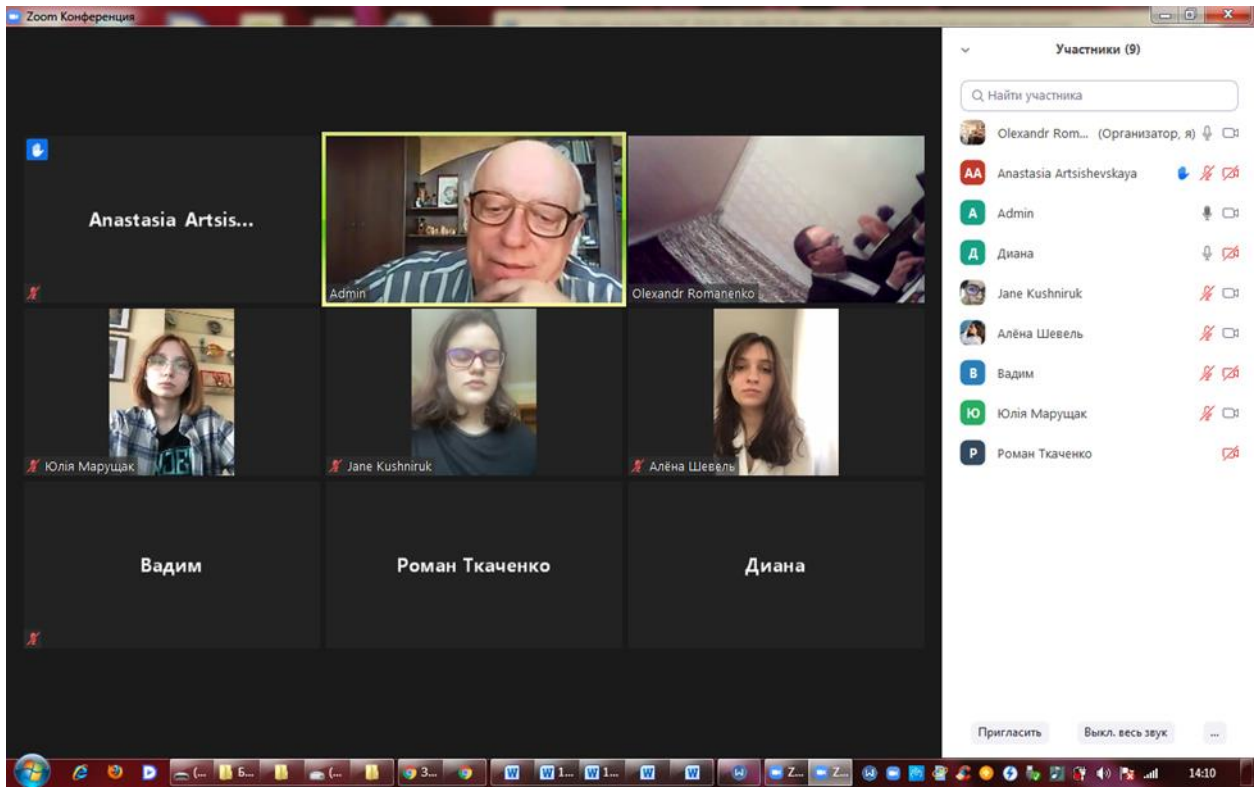 Zoom Конференция
Anastasia Artsis...
Admin
Olexandr Romanenko
Юлія Марущак
Jane Kushniruk
Алёна Шевель
Вадим
Роман Ткаченко
Диана
Участники (9)
Найти участника
Olexandr Rom... (Организатор, я)
AA Anastasia Artsishevskaya
A Admin
Д Диана
Jane Kushniruk
Алёна Шевель
В Вадим
Ю Юлія Марущак
Р Роман Ткаченко
Пригласить Выкл. весь звук ...
(... Б... (... З... W W 1... W 1... W W Z... Z... 14:10